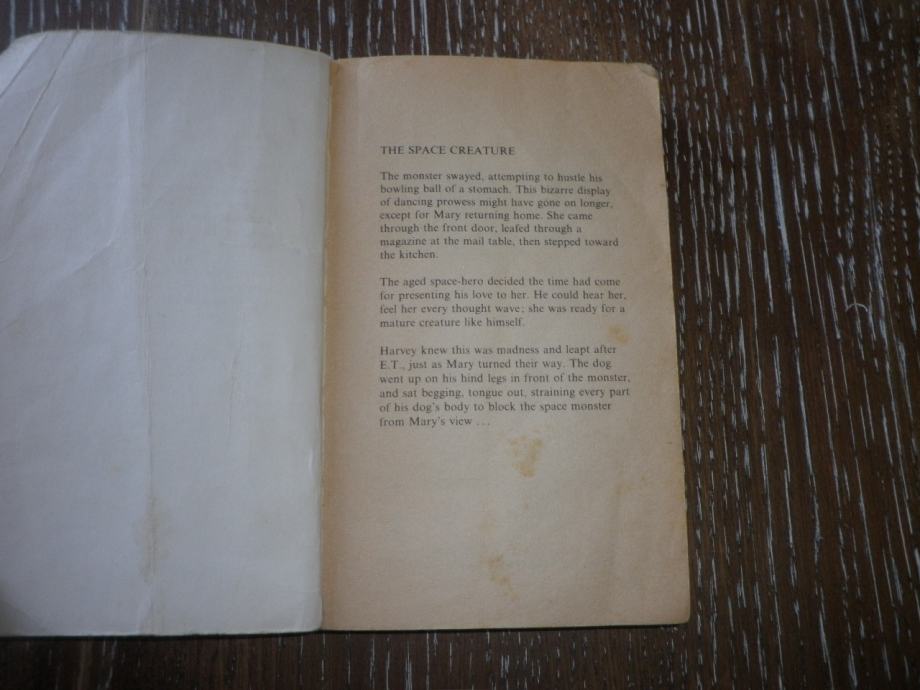 THE SPACE CREATURE
The monster swayed, attempting to hustle his
bowling ball of a stomach. This bizarre display
of dancing prowess might have gone on longer,
except for Mary returning home. She came
through the front door, leafed through a
magazine at the mail table, then stepped toward
the kitchen.
The aged space-hero decided the time had come
for presenting his love to her. He could hear her,
feel her every thought wave; she was ready for a
mature creature like himself.
Harvey knew this was madness and leapt after
E.T., just as Mary turned their way. The dog
went up on his hind legs in front of the monster,
and sat begging, tongue out, straining every part
of his dog's body to block the space monster
from Mary's view ...